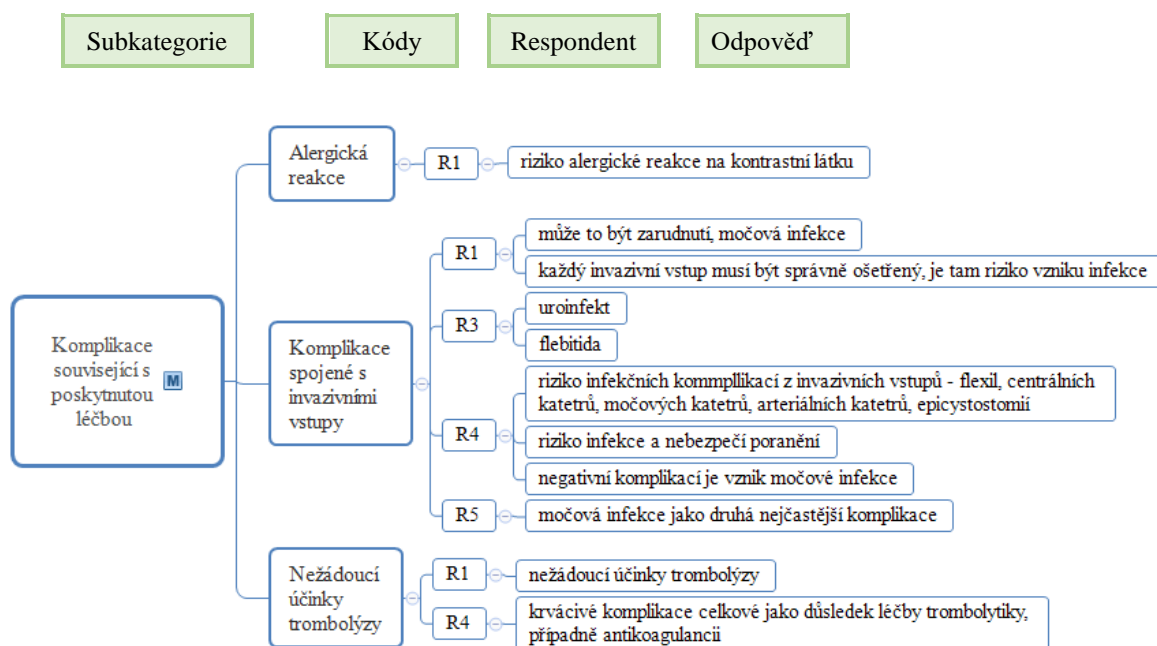 Subkategorie
Kódy
Respondent
Odpověď
Komplikace
související s
poskytnutou
léčbou
M
Alergická
reakce
R1
riziko alergické reakce na kontrastní látku
Komplikace
spojené s
invazivními
vstupy
R1
může to být zarudnutí, močová infekce
každý invazivní vstup musí být správně ošetřený, je tam riziko vzniku infekce
R3
uroinfekt
flebitida
R4
riziko infekčních kommpllikací z invazivních vstupů - flexil, centrálních
katetrů, močových katetrů, arteriálních katetrů, epicystostomií
riziko infekce a nebezpečí poranění
negativní komplikací je vznik močové infekce
R5
močová infekce jako druhá nejčastější komplikace
Nežádoucí
účinky
trombolýzy
R1
nežádoucí účinky trombolýzy
R4
krvácivé komplikace celkové jako důsledek léčby trombolytiky,
případně antikoagulancii